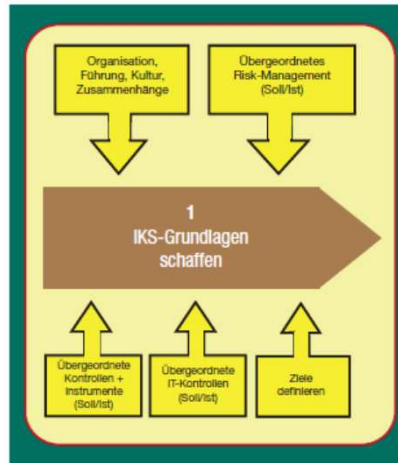 Organisation,
Führung, Kultur,
Zusammenhänge
Übergeordnetes
Risk-Management
(Soll/Ist)
1
IKS-Grundlagen
schaffen
Übergeordnete
Kontrollen +
Instrumente
(Soll/Ist)
Übergeordnete
IT-Kontrollen
(Soll/Ist)
Ziele
definieren